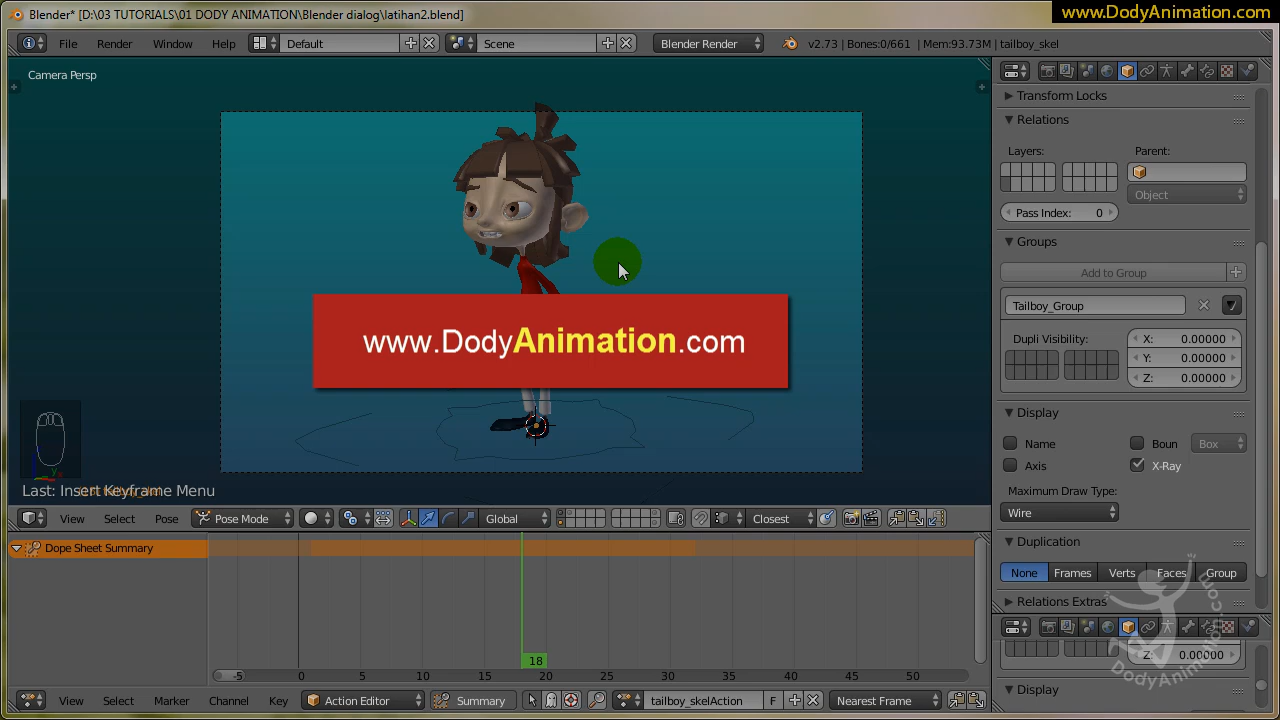 Blender* [D:\03 TUTORIALS\01 DODY ANIMATION\Blender dialog\latihan2.blend]
www.DodyAnimation.com
File Render Window Help Default Scene Blender Render v2.73 | Bones:0/661 | Mem:93.73M | tailboy_skel
Camera Persp
Transform Locks
Relations
Layers: Parent:
Object
Pass Index: 0
Groups
Add to Group
Tailboy_Group
Dupli Visibility: X: 0.00000
Y: 0.00000
Z: 0.00000
www.DodyAnimation.com
Display
Name Boun Box
Axis X-Ray
Maximum Draw Type:
Wire
Last: Insert Keyframe Menu
View Select Pose Pose Mode Global Closest
Duplication
None Frames Verts Faces Group
Relations Extras
Dope Sheet Summary
Z: 0.00000
DodyAnimation.com
Display
18
-5 0 5 10 15 20 25 30 35 40 45 50
View Select Marker Channel Key Action Editor Summary tailboy_skelAction F Nearest Frame